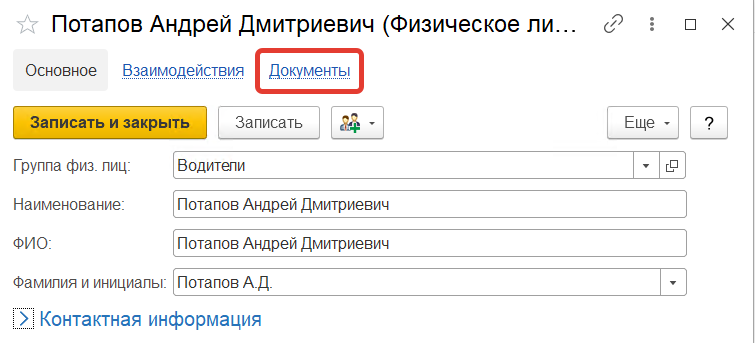 Потапов Андрей Дмитриевич (Физическое ли...
Основное Взаимодействия Документы
Записать и закрыть Записать Еще ?
Группа физ. лиц: Водители
Наименование: Потапов Андрей Дмитриевич
ФИО: Потапов Андрей Дмитриевич
Фамилия и инициалы: Потапов А.Д.
Контактная информация